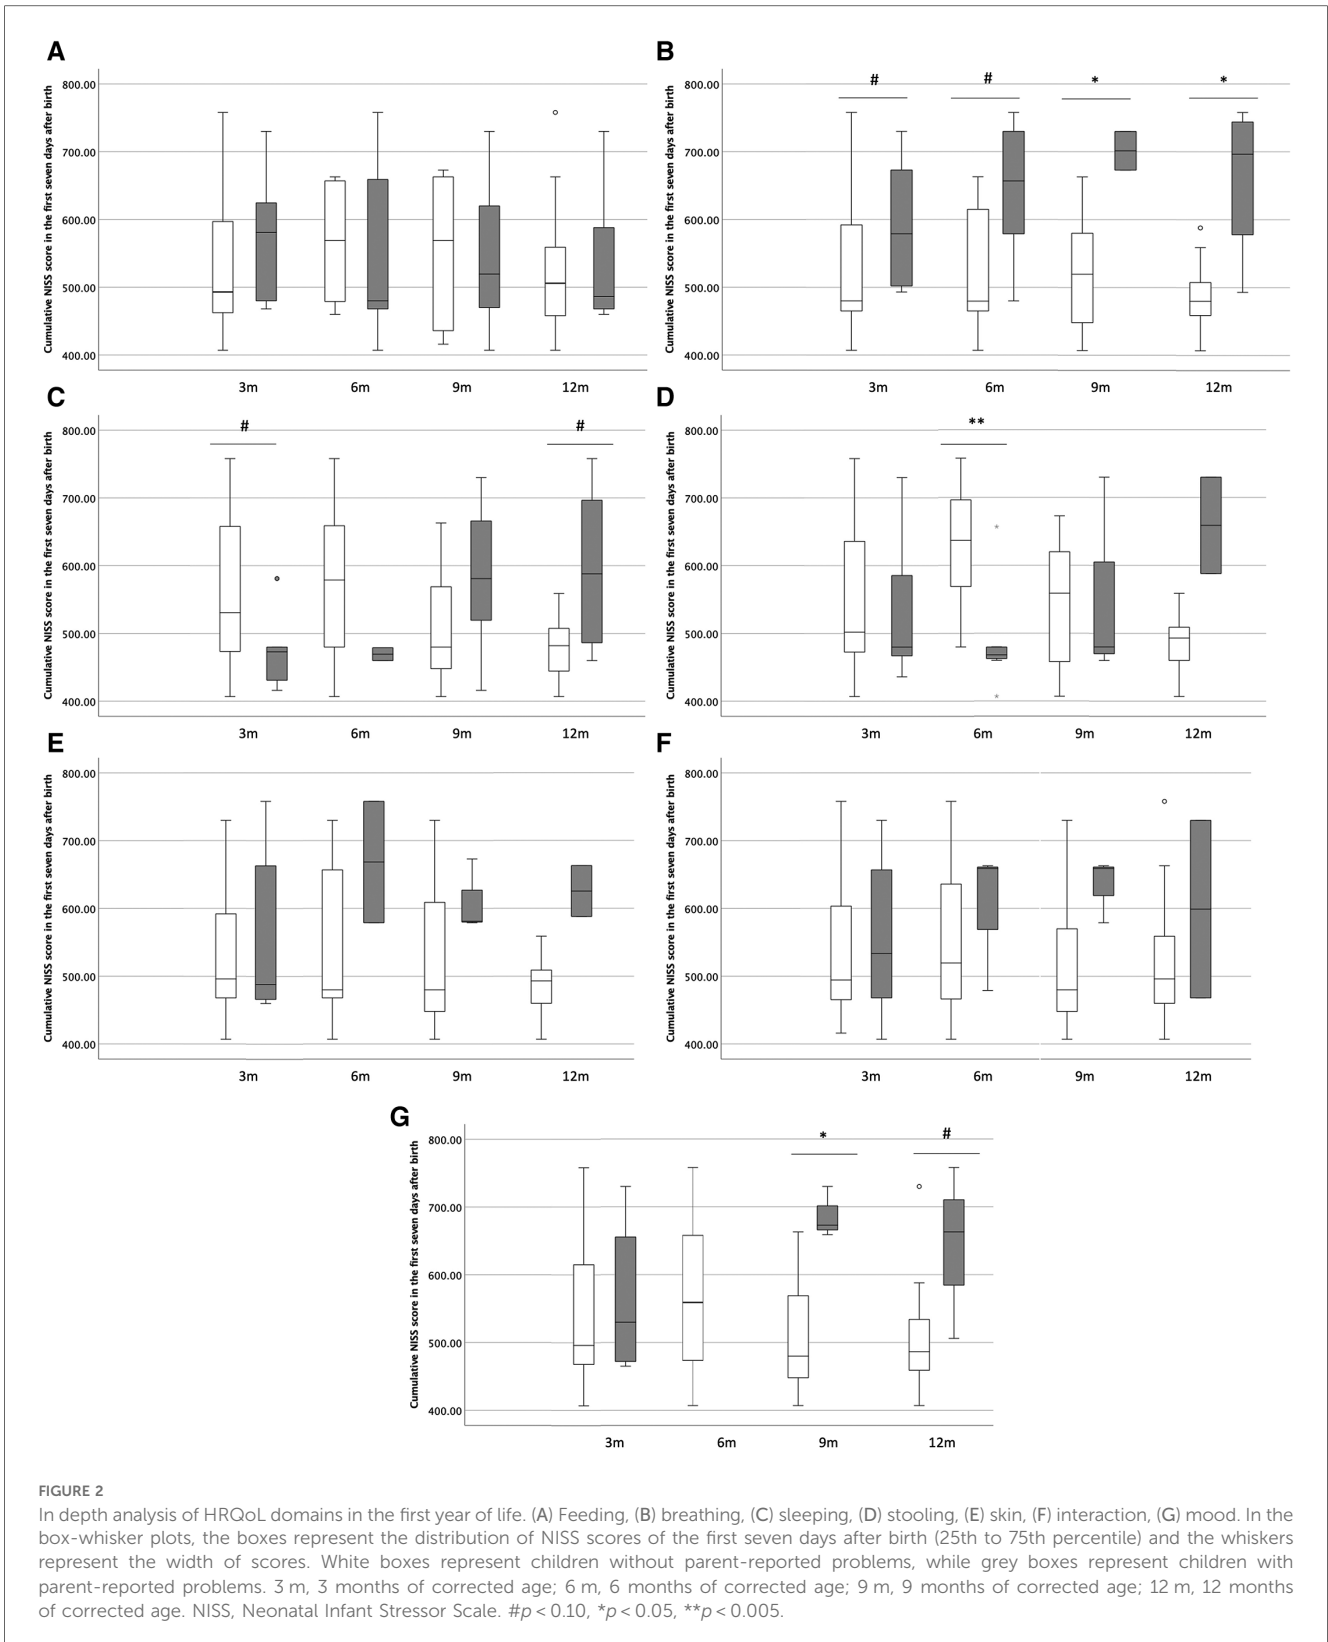 A
Cumulative NISS score in the first seven days after birth
800.00
700.00
600.00
500.00
400.00
3m 6m 9m 12m
B
Cumulative NISS score in the first seven days after birth
# # * *
800.00
700.00
600.00
500.00
400.00
3m 6m 9m 12m
C
Cumulative NISS score in the first seven days after birth
# #
800.00
700.00
600.00
500.00
400.00
3m 6m 9m 12m
D
Cumulative NISS score in the first seven days after birth
**
800.00
700.00
600.00
500.00
400.00
3m 6m 9m 12m
E
Cumulative NISS score in the first seven days after birth
800.00
700.00
600.00
500.00
400.00
3m 6m 9m 12m
F
Cumulative NISS score in the first seven days after birth
800.00
700.00
600.00
500.00
400.00
3m 6m 9m 12m
G
Cumulative NISS score in the first seven days after birth
* #
800.00
700.00
600.00
500.00
400.00
3m 6m 9m 12m
FIGURE 2
In depth analysis of HRQoL domains in the first year of life. (A) Feeding, (B) breathing, (C) sleeping, (D) stooling, (E) skin, (F) interaction, (G) mood. In the
box-whisker plots, the boxes represent the distribution of NISS scores of the first seven days after birth (25th to 75th percentile) and the whiskers
represent the width of scores. White boxes represent children without parent-reported problems, while grey boxes represent children with
parent-reported problems. 3 m, 3 months of corrected age; 6 m, 6 months of corrected age; 9 m, 9 months of corrected age; 12 m, 12 months
of corrected age. NISS, Neonatal Infant Stressor Scale. #p < 0.10, *p < 0.05, **p < 0.005.